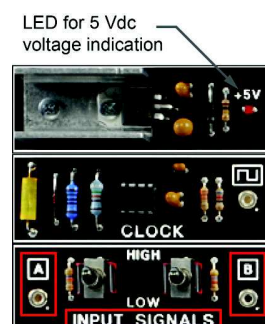 LED for 5 Vdc
voltage indication
+5V
CLOCK
HIGH
A
B
LOW
INPUT SIGNALS